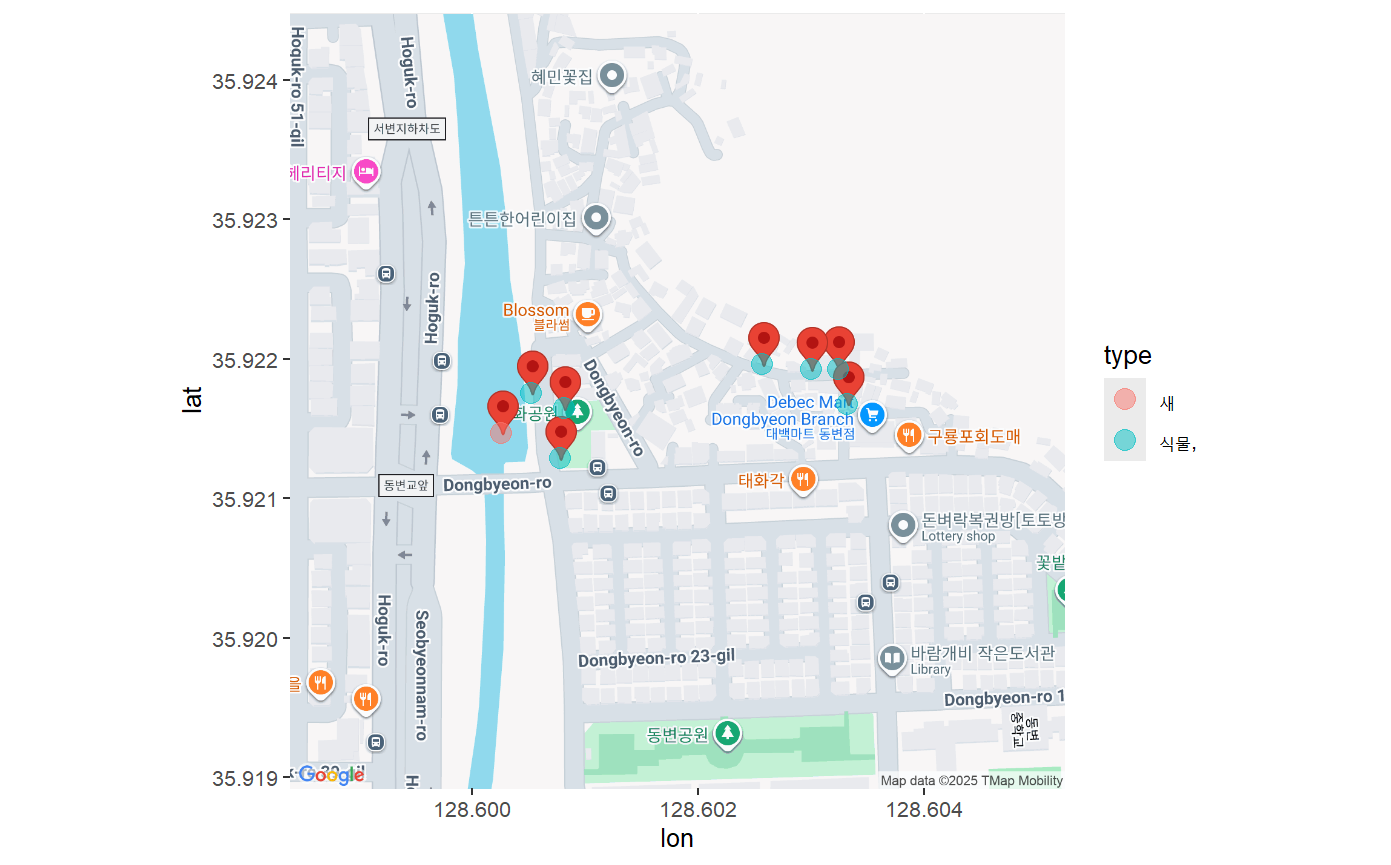 Hoguk-ro 51-gil
Hoguk-ro
혜민꽃집
서변지하차도
헤리티지
튼튼한어린이집
Hoguk-ro
Blossom
블라썸
Dongbyeon-ro
화공원
Debec Mart
Dongbyeon Branch
대백마트 동변점
구룡포회도매
태화각
동변교앞
Dongbyeon-ro
돈벼락복권방[토토방
Lottery shop
꽃밭
Hoguk-ro
Seobyeonnam-ro
Dongbyeon-ro 23-gil
바람개비 작은도서관
Library
을
Dongbyeon-ro 1
동변
중학교
동변공원
Google
Map data ©2025 TMap Mobility
35.924
35.923
35.922
35.921
35.920
35.919
lat
128.600
128.602
128.604
lon
type
새
식물,